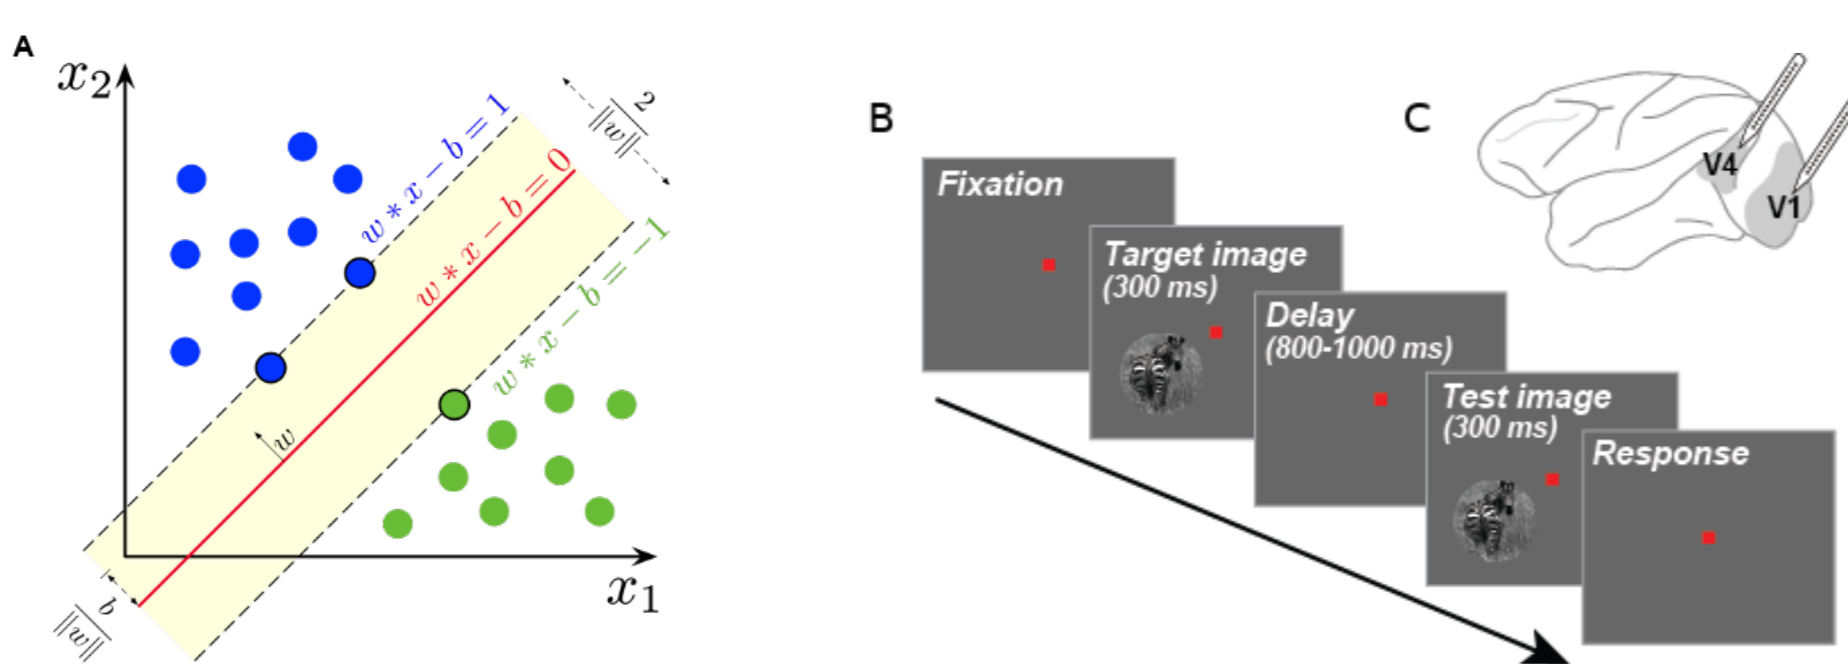 A
x₂
w * x − b = 1
w * x − b = 0
w * x − b = −1
2
‖w‖
w
b
‖w‖
x₁
B
Fixation
Target image
(300 ms)
Delay
(800-1000 ms)
Test image
(300 ms)
Response
C
V4
V1